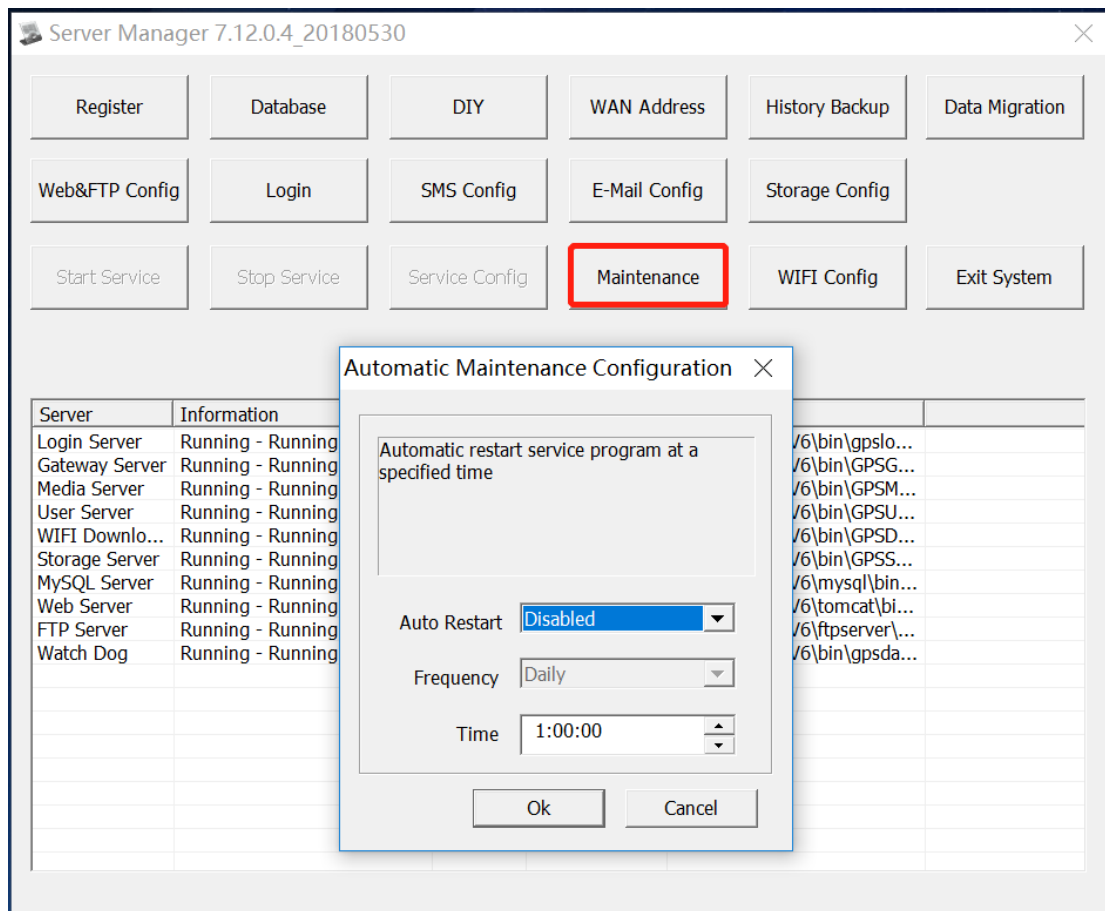 Server Manager 7.12.0.4_20180530
Register
Database
DIY
WAN Address
History Backup
Data Migration
Web&FTP Config
Login
SMS Config
E-Mail Config
Storage Config
Start Service
Stop Service
Service Config
Maintenance
WIFI Config
Exit System
Automatic Maintenance Configuration
Automatic restart service program at a
specified time
Auto Restart Disabled
Frequency Daily
Time 1:00:00
Ok Cancel
Server Information
Login Server Running - Running V6\bin\gpslo...
Gateway Server Running - Running V6\bin\GPSG...
Media Server Running - Running V6\bin\GPSM...
User Server Running - Running V6\bin\GPSU...
WIFI Downlo... Running - Running V6\bin\GPSD...
Storage Server Running - Running V6\bin\GPSS...
MySQL Server Running - Running V6\mysql\bin...
Web Server Running - Running V6\tomcat\bi...
FTP Server Running - Running V6\ftpserver\...
Watch Dog Running - Running V6\bin\gpsda...